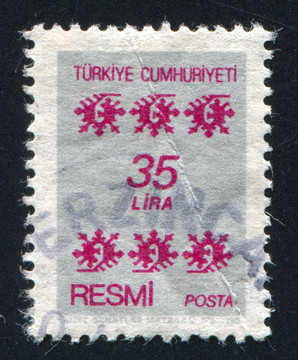 TÜRKİYE CUMHURİYETİ
35
LİRA
RESMİ POSTA